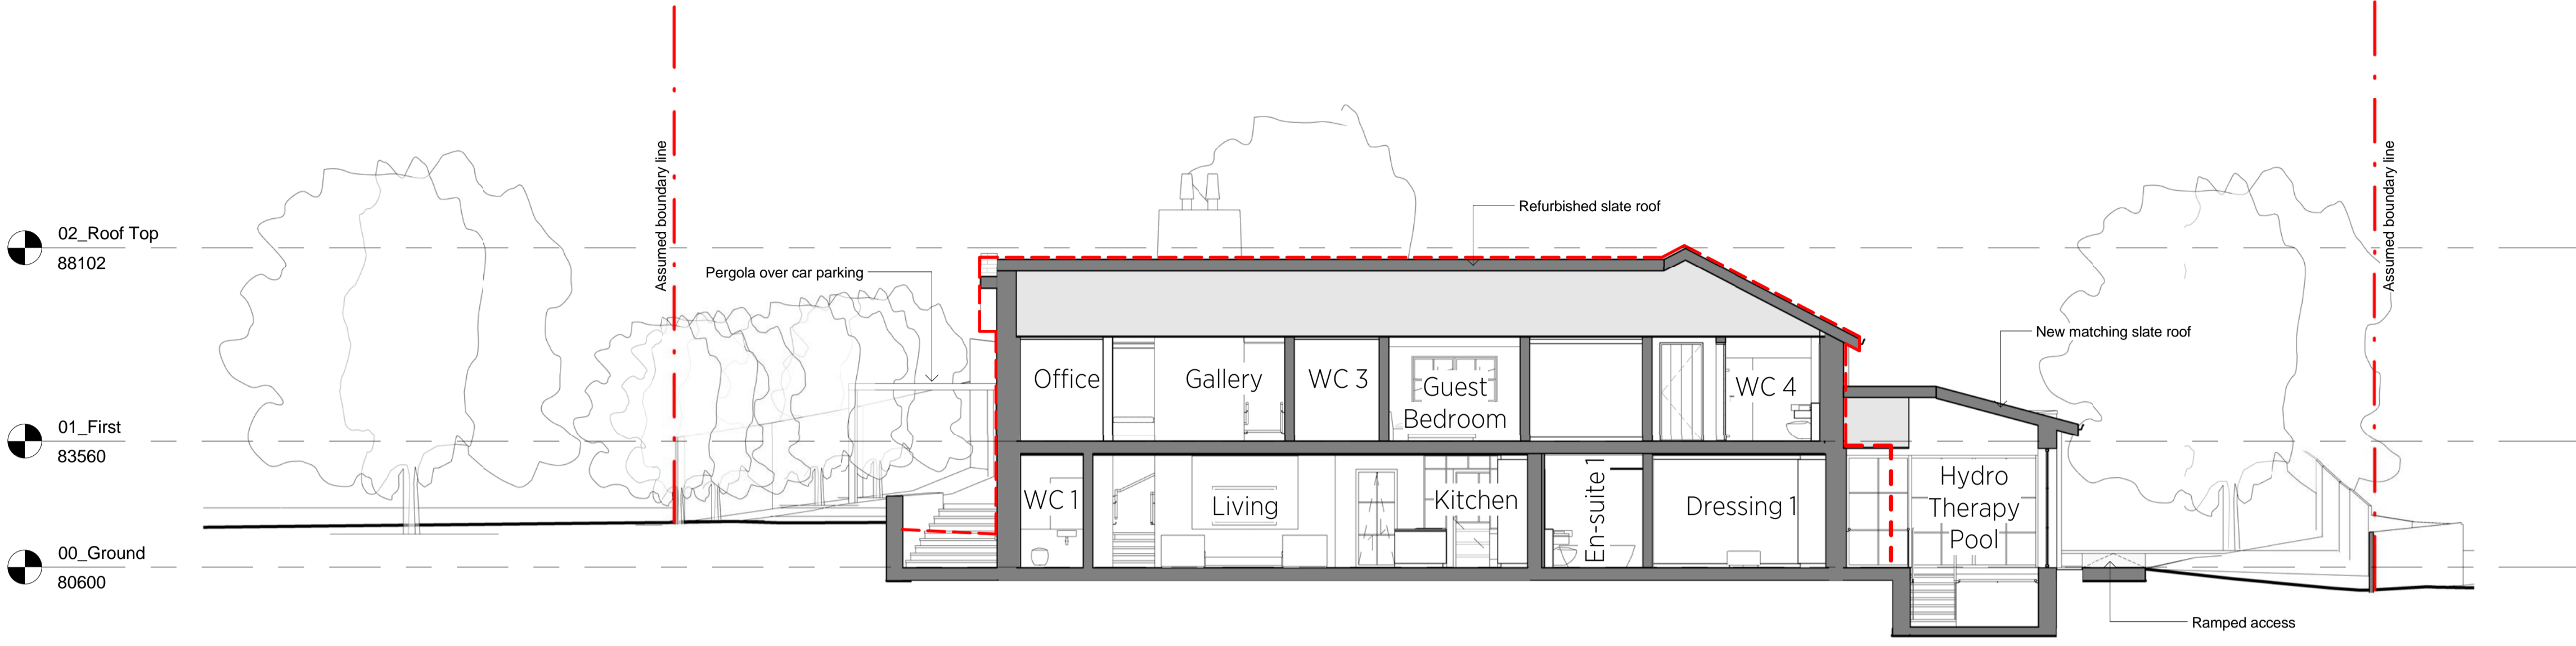 Assumed boundary line
Assumed boundary line
Refurbished slate roof
02_Roof Top
88102
Pergola over car parking
New matching slate roof
Office
Gallery
WC 3
Guest
Bedroom
WC 4
01_First
83560
WC 1
Living
Kitchen
En-suite 1
Dressing 1
Hydro
Therapy
Pool
00_Ground
80600
Ramped access